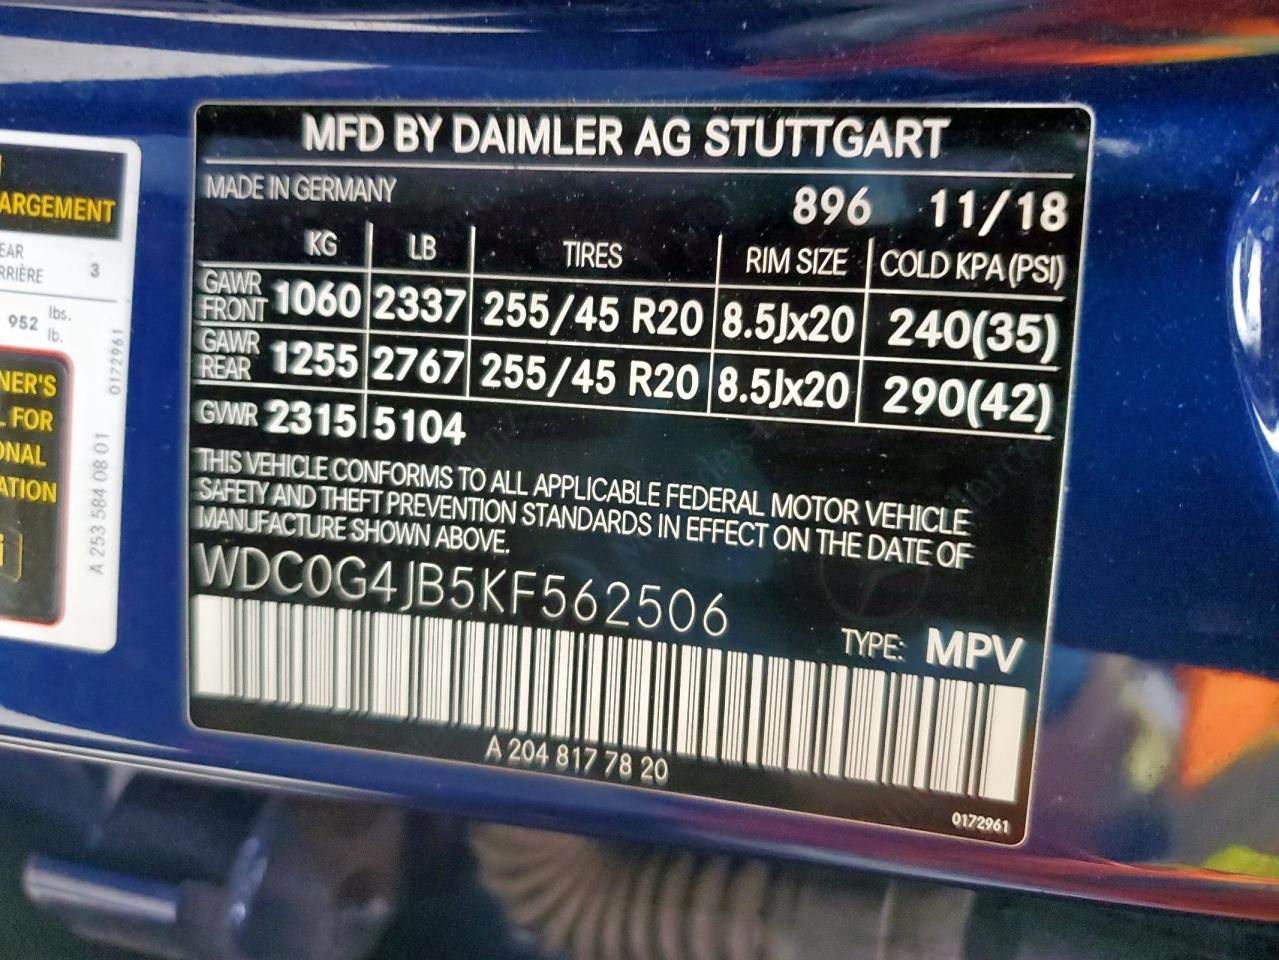 ARGEMENT
EAR
RRIÈRE 3
952 lbs.
lb.
0172961
NER'S
L FOR
ONAL
ATION
i
A 253 584 08 01
MFD BY DAIMLER AG STUTTGART
MADE IN GERMANY 896 11/18
KG LB TIRES RIM SIZE COLD KPA (PSI)
GAWR FRONT 1060 2337 255/45 R20 8.5Jx20 240(35)
GAWR REAR 1255 2767 255/45 R20 8.5Jx20 290(42)
GVWR 2315 5104
THIS VEHICLE CONFORMS TO ALL APPLICABLE FEDERAL MOTOR VEHICLE
SAFETY AND THEFT PREVENTION STANDARDS IN EFFECT ON THE DATE OF
MANUFACTURE SHOWN ABOVE.
WDC0G4JB5KF562506
TYPE: MPV
A 204 817 78 20
0172961